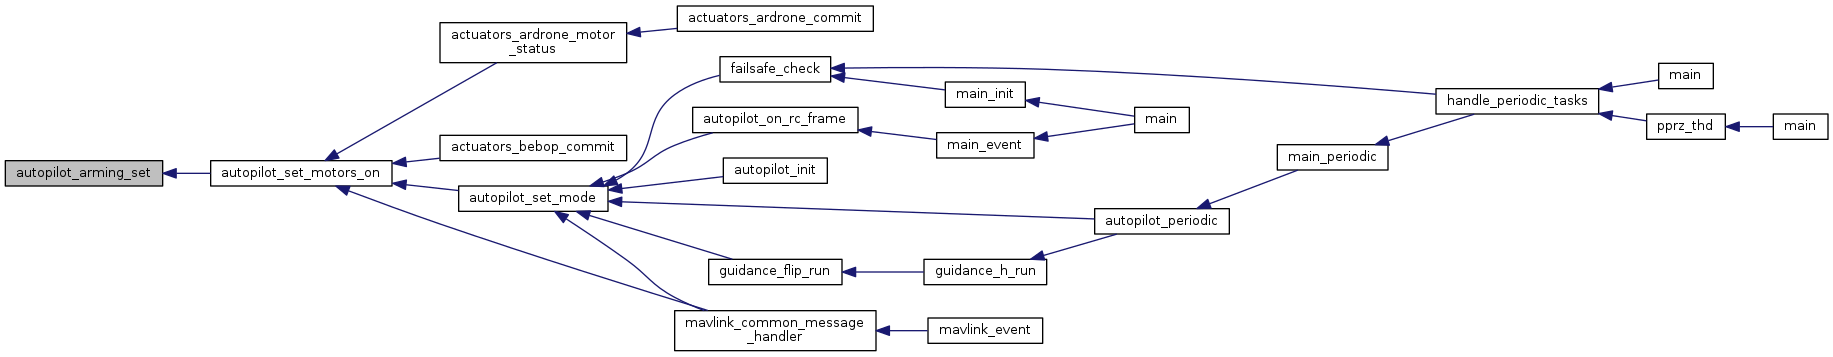 autopilot_arming_set
autopilot_set_motors_on
actuators_ardrone_motor
_status
actuators_ardrone_commit
actuators_bebop_commit
autopilot_set_mode
failsafe_check
autopilot_on_rc_frame
autopilot_init
guidance_flip_run
mavlink_common_message
_handler
main_init
main_event
guidance_h_run
mavlink_event
main
autopilot_periodic
main_periodic
handle_periodic_tasks
main
pprz_thd
main